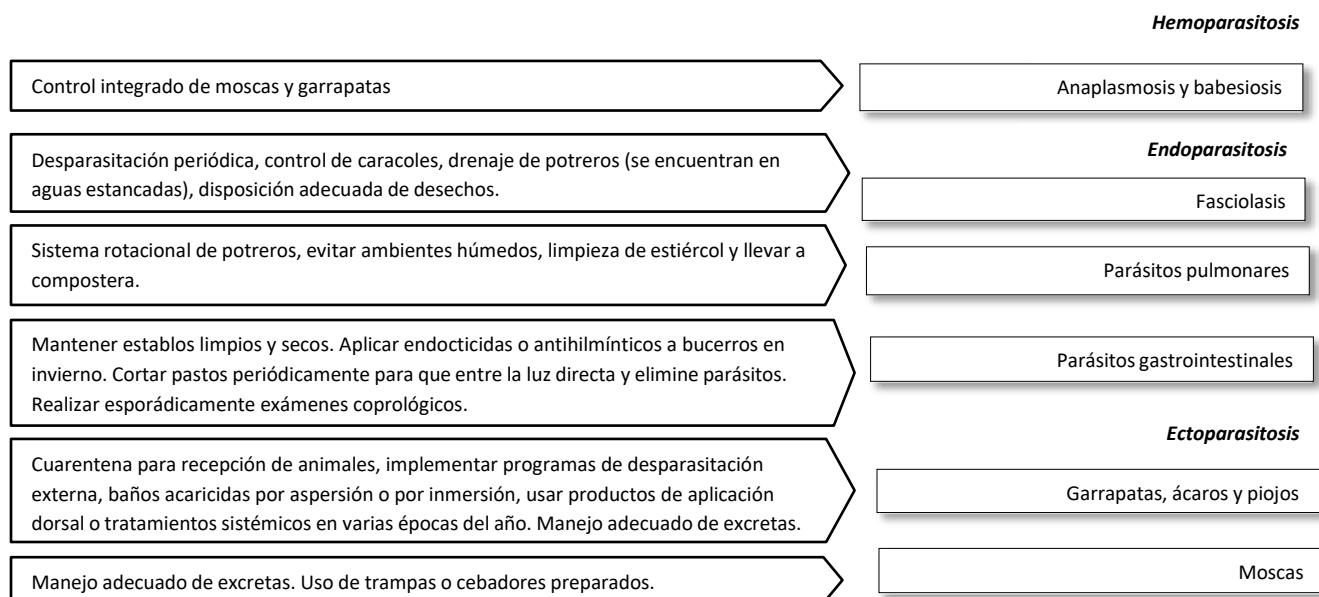 Hemoparasitosis
Control integrado de moscas y garrapatas
Anaplasmosis y babesiosis
Desparasitación periódica, control de caracoles, drenaje de potreros (se encuentran en
aguas estancadas), disposición adecuada de desechos.
Endoparasitosis
Fasciolasis
Sistema rotacional de potreros, evitar ambientes húmedos, limpieza de estiércol y llevar a
compostera.
Parásitos pulmonares
Mantener establos limpios y secos. Aplicar endocticidas o antihilmínticos a bucerros en
invierno. Cortar pastos periódicamente para que entre la luz directa y elimine parásitos.
Realizar esporádicamente exámenes coprológicos.
Parásitos gastrointestinales
Ectoparasitosis
Cuarentena para recepción de animales, implementar programas de desparasitación
externa, baños acaricidas por aspersión o por inmersión, usar productos de aplicación
dorsal o tratamientos sistémicos en varias épocas del año. Manejo adecuado de excretas.
Garrapatas, ácaros y piojos
Manejo adecuado de excretas. Uso de trampas o cebadores preparados.
Moscas